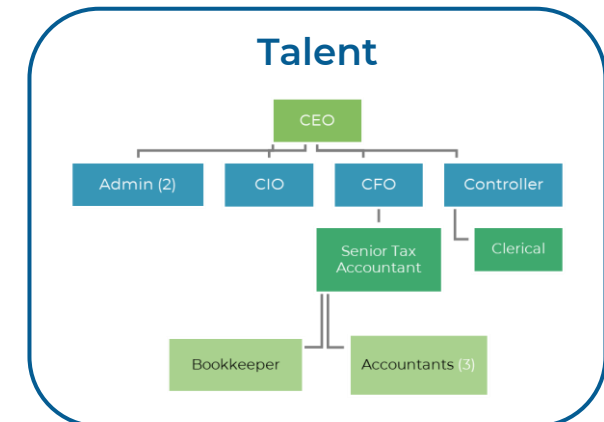 Talent
CEO
Admin (2)
CIO
CFO
Controller
Senior Tax
Accountant
Clerical
Bookkeeper
Accountants (3)